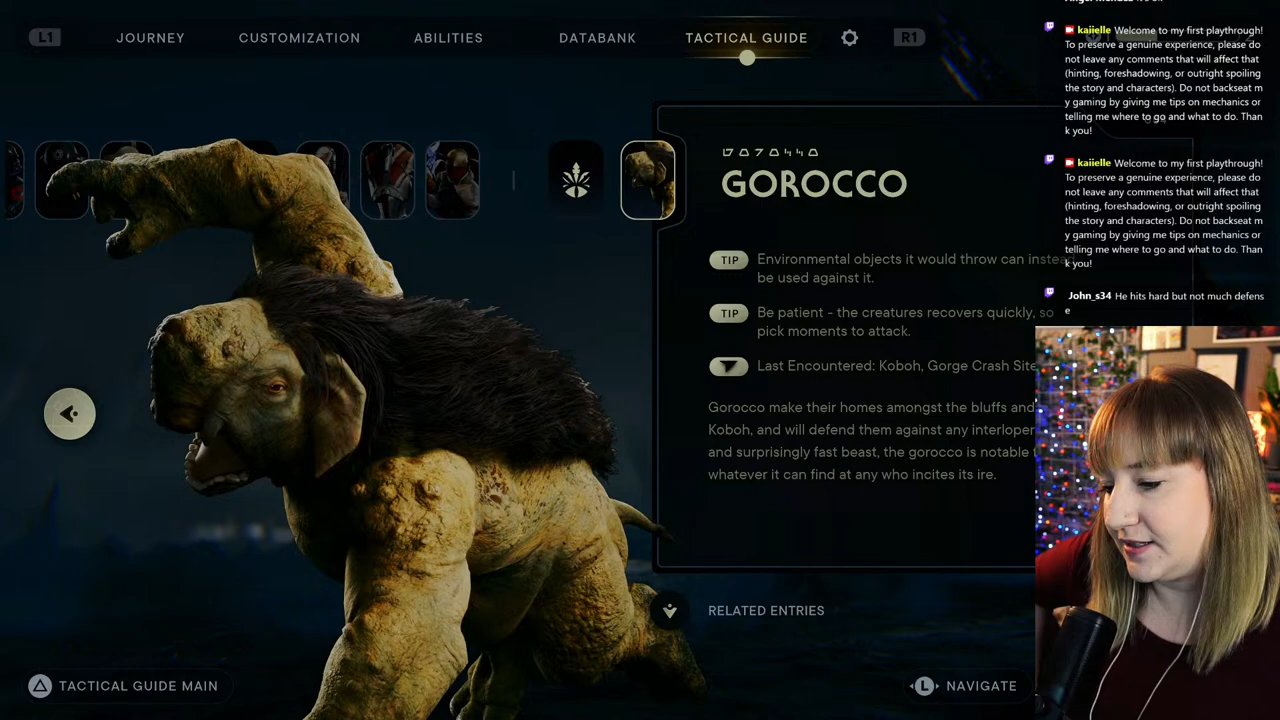 L1
JOURNEY
CUSTOMIZATION
ABILITIES
DATABANK
TACTICAL GUIDE
R1
GOROCCO
TIP
Environmental objects it would throw can instead
be used against it.
TIP
Be patient - the creatures recovers quickly, so
pick moments to attack.
Last Encountered: Koboh, Gorge Crash Site
Gorocco make their homes amongst the bluffs and
Koboh, and will defend them against any interloper
and surprisingly fast beast, the gorocco is notable
whatever it can find at any who incites its ire.
RELATED ENTRIES
TACTICAL GUIDE MAIN
L
NAVIGATE
kaiielle Welcome to my first playthrough!
To preserve a genuine experience, please do
not leave any comments that will affect that
(hinting, foreshadowing, or outright spoiling
the story and characters). Do not backseat m
y gaming by giving me tips on mechanics or
telling me where to go and what to do. Than
k you!
kaiielle Welcome to my first playthrough!
To preserve a genuine experience, please do
not leave any comments that will affect that
(hinting, foreshadowing, or outright spoiling
the story and characters). Do not backseat m
y gaming by giving me tips on mechanics or
telling me where to go and what to do. Than
k you!
John_s34 He hits hard but not much defens
e